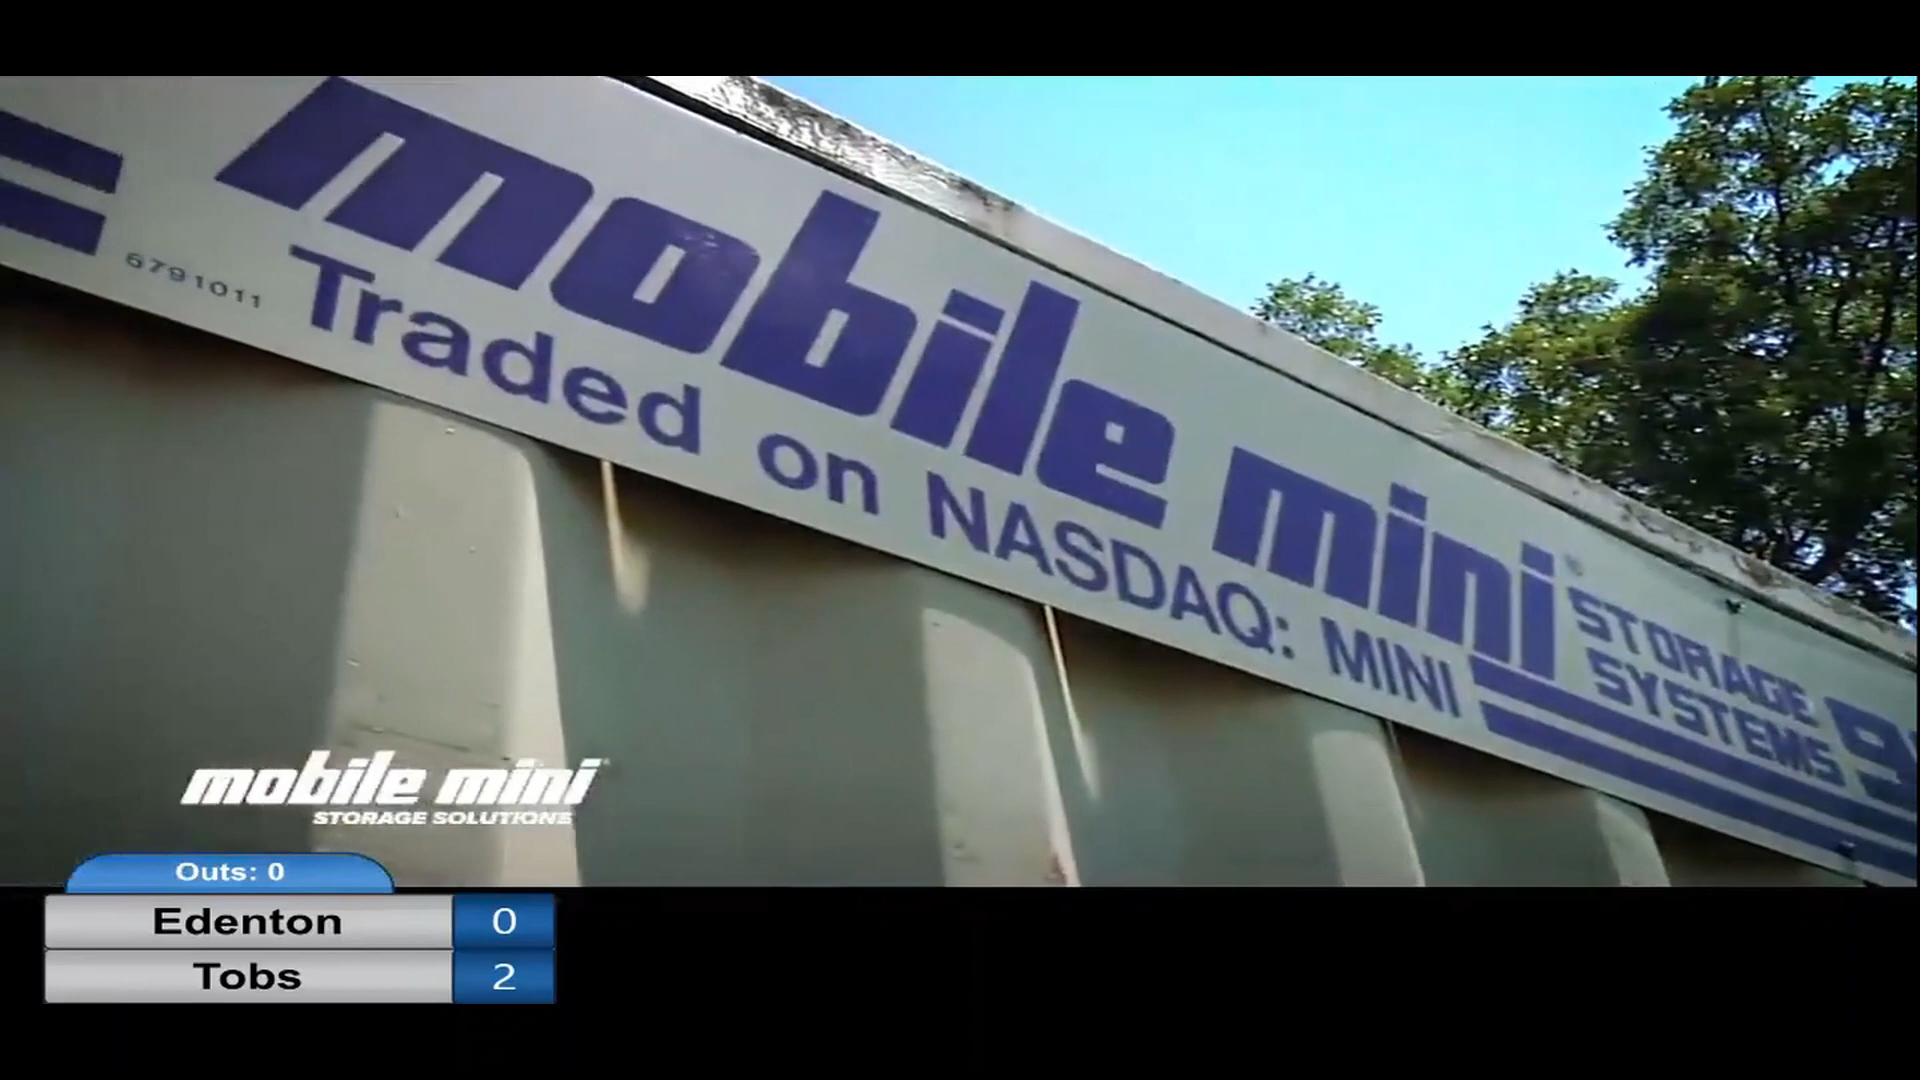 mobile mini
STORAGE
SYSTEMS
6791011
Traded on NASDAQ: MINI
mobile mini
STORAGE SOLUTIONS
Outs: 0
Edenton 0
Tobs 2